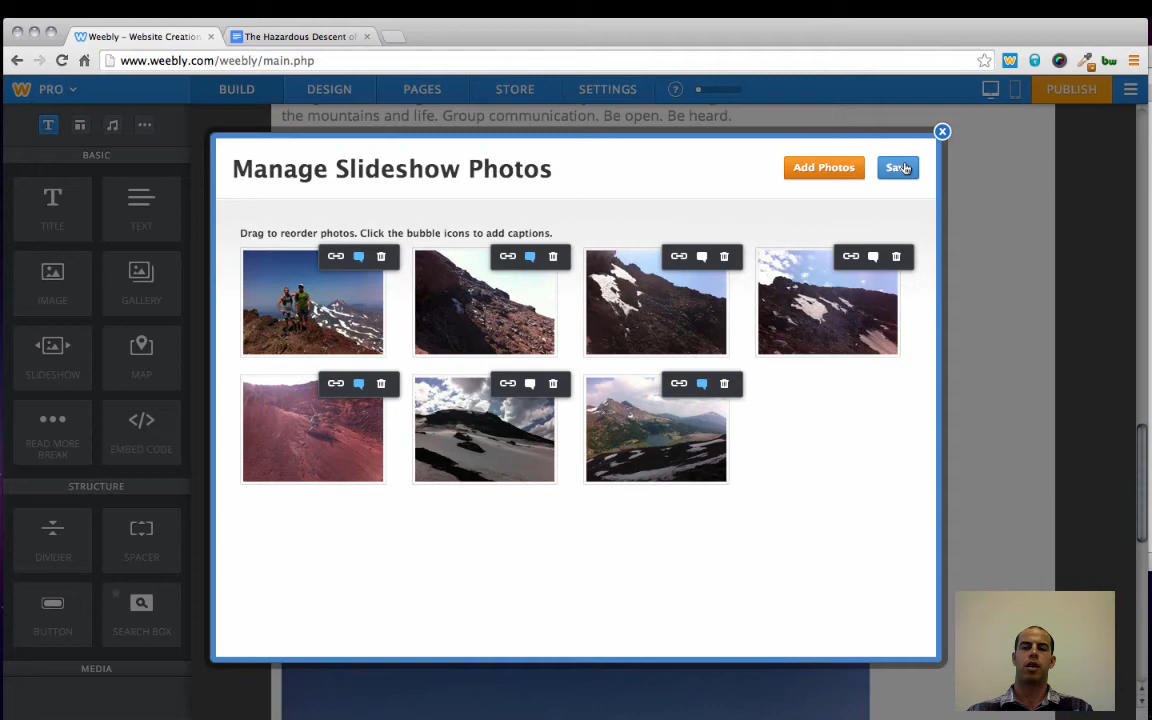 Weebly - Website Creation
The Hazardous Descent of
www.weebly.com/weebly/main.php
PRO
BUILD
DESIGN
PAGES
STORE
SETTINGS
?
PUBLISH
the mountains and life. Group communication. Be open. Be heard.
BASIC
TITLE
TEXT
IMAGE
GALLERY
SLIDESHOW
MAP
READ MORE
BREAK
EMBED CODE
STRUCTURE
DIVIDER
SPACER
BUTTON
SEARCH BOX
MEDIA
Manage Slideshow Photos
Add Photos
Drag to reorder photos. Click the bubble icons to add captions.